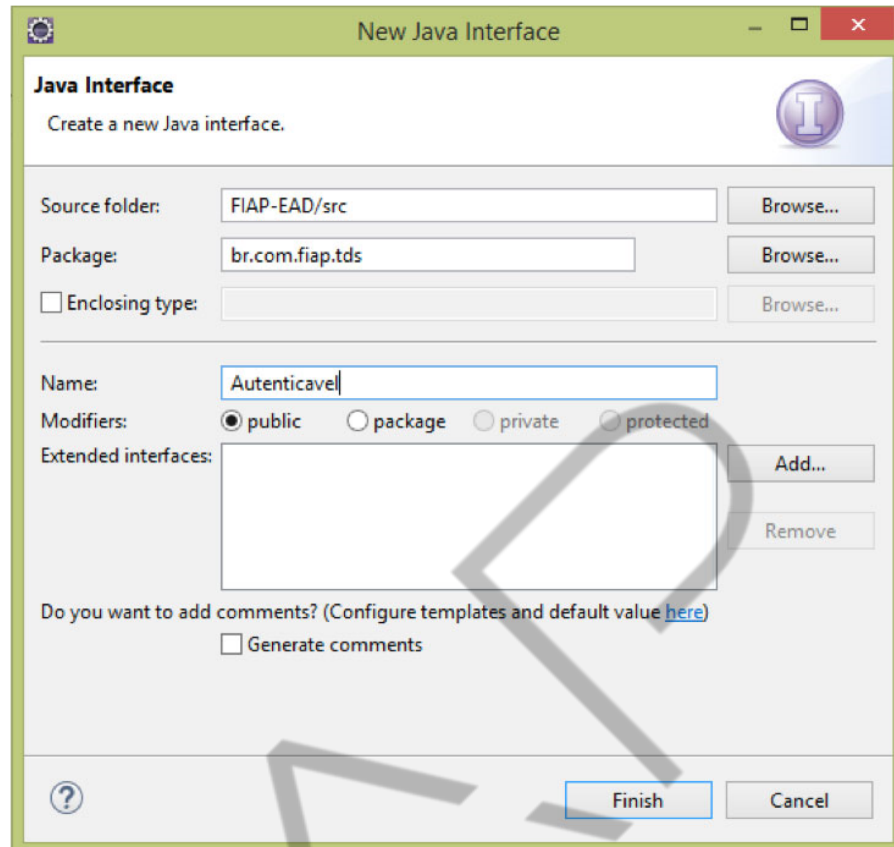 New Java Interface
Java Interface
Create a new Java interface.
Source folder: FIAP-EAD/src Browse...
Package: br.com.fiap.tds Browse...
Enclosing type: Browse...
Name: Autenticavel
Modifiers: public package private protected
Extended interfaces: Add...
Remove
Do you want to add comments? (Configure templates and default value here)
Generate comments
? Finish Cancel